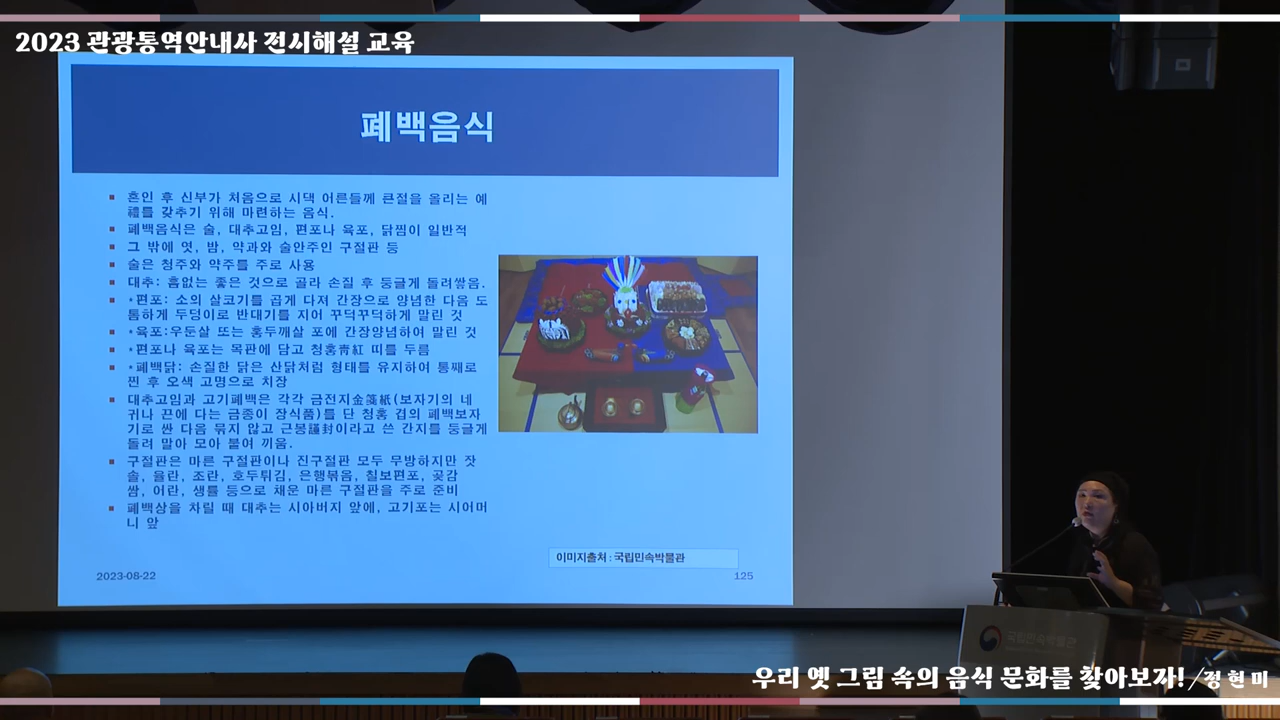 2023 관광통역안내사 전시해설 교육
폐백음식
▪ 혼인 후 신부가 처음으로 시댁 어른들께 큰절을 올리는 예
禮를 갖추기 위해 마련하는 음식.
▪ 폐백음식은 술, 대추고임, 편포나 육포, 닭찜이 일반적
▪ 그 밖에 엿, 밤, 약과와 술안주인 구절판 등
▪ 술은 청주와 약주를 주로 사용
▪ 대추: 흠없는 좋은 것으로 골라 손질 후 둥글게 돌려쌓음.
▪ *편포: 소의 살코기를 곱게 다져 간장으로 양념한 다음 도
톰하게 두덩이로 반대기를 지어 꾸덕꾸덕하게 말린 것
▪ *육포:우둔살 또는 홍두깨살 포에 간장양념하여 말린 것
▪ *편포나 육포는 목판에 담고 청홍靑紅 띠를 두름
▪ *폐백닭: 손질한 닭은 산닭처럼 형태를 유지하여 통째로
찐 후 오색 고명으로 치장
▪ 대추고임과 고기폐백은 각각 금전지金箋紙(보자기의 네
귀나 끈에 다는 금종이 장식품)를 단 청홍 겹의 폐백보자
기로 싼 다음 묶지 않고 근봉謹封이라고 쓴 간지를 둥글게
돌려 말아 모아 붙여 끼움.
▪ 구절판은 마른 구절판이나 진구절판 모두 무방하지만 잣
솔, 율란, 조란, 호두튀김, 은행볶음, 칠보편포, 곶감
쌈, 어란, 생률 등으로 채운 마른 구절판을 주로 준비
▪ 폐백상을 차릴 때 대추는 시아버지 앞에, 고기포는 시어머
니 앞
이미지출처 : 국립민속박물관
2023-08-22
125
국립민속박물관
우리 옛 그림 속의 음식 문화를 찾아보자! /정현미